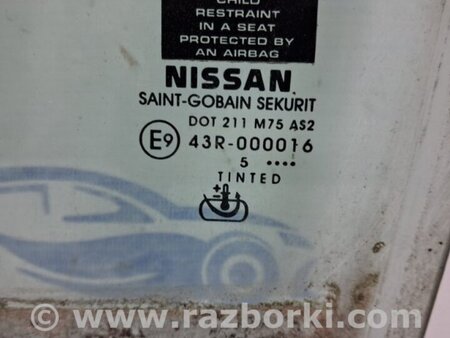 CHILD
RESTRAINT
IN A SEAT
PROTECTED BY
AN AIRBAG
NISSAN
SAINT-GOBAIN SEKURIT
DOT 211 M75 AS2
E9 43R-000016
5 ....
TINTED
+
-
© www.razborki.com